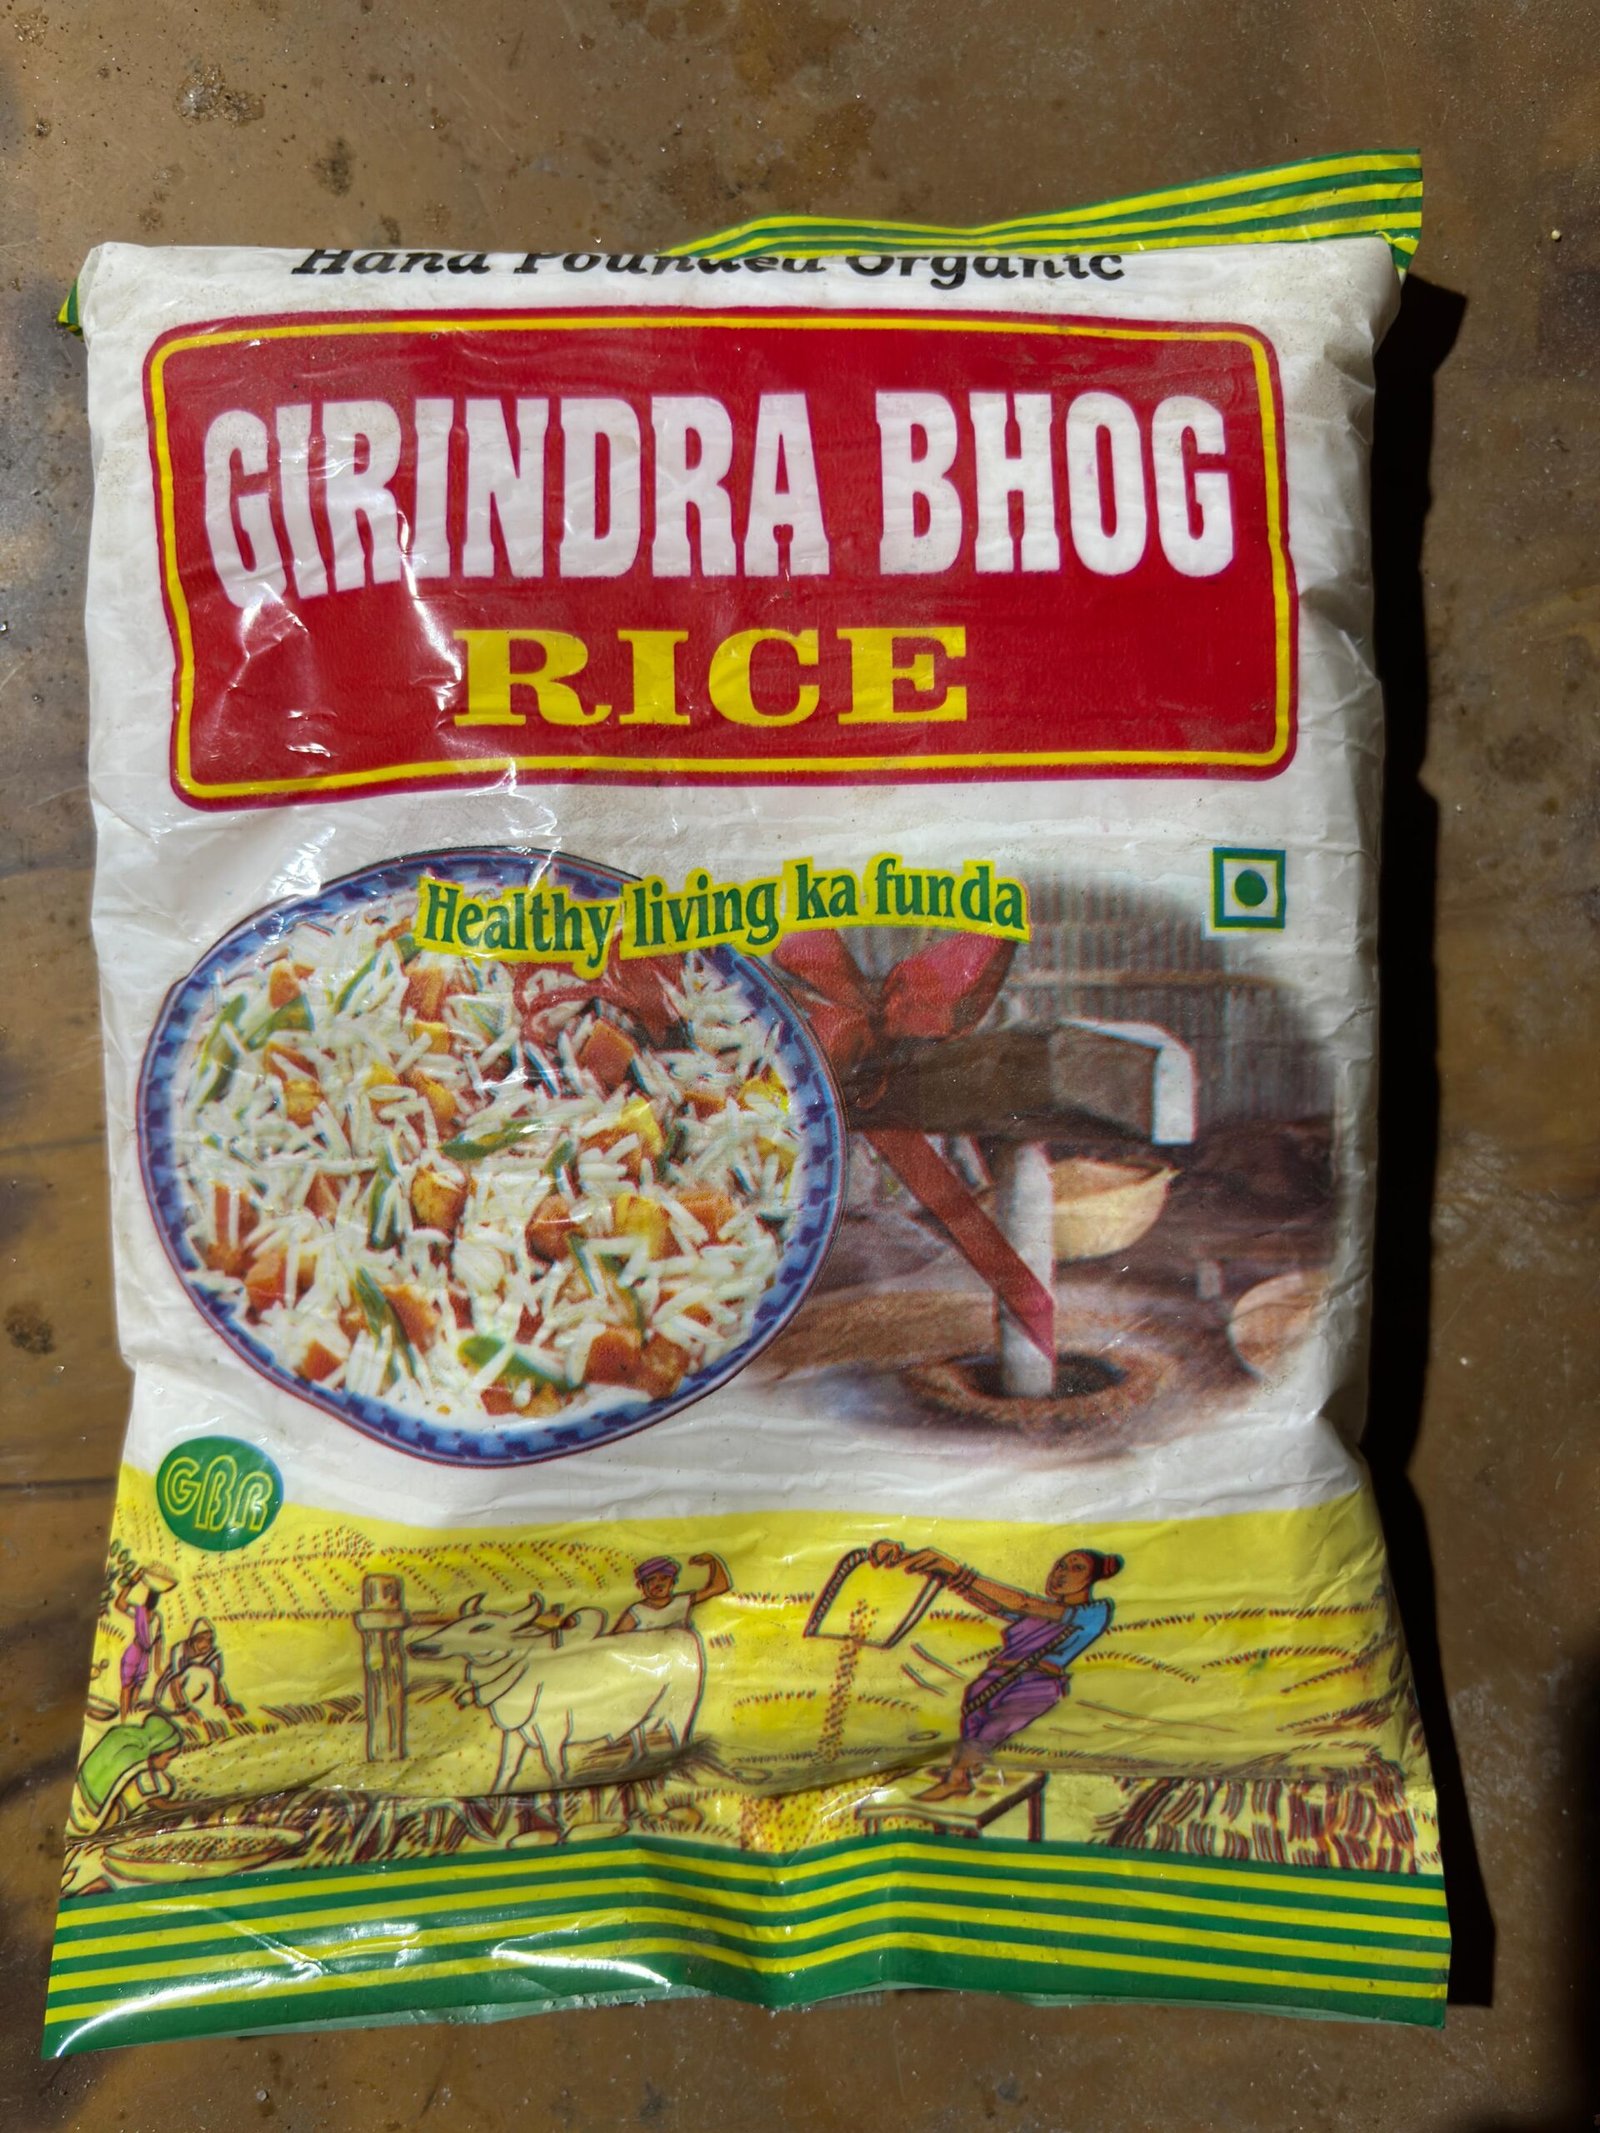 Hand Pounded Organic
GIRINDRA BHOG
RICE
Healthy living ka funda
GBR